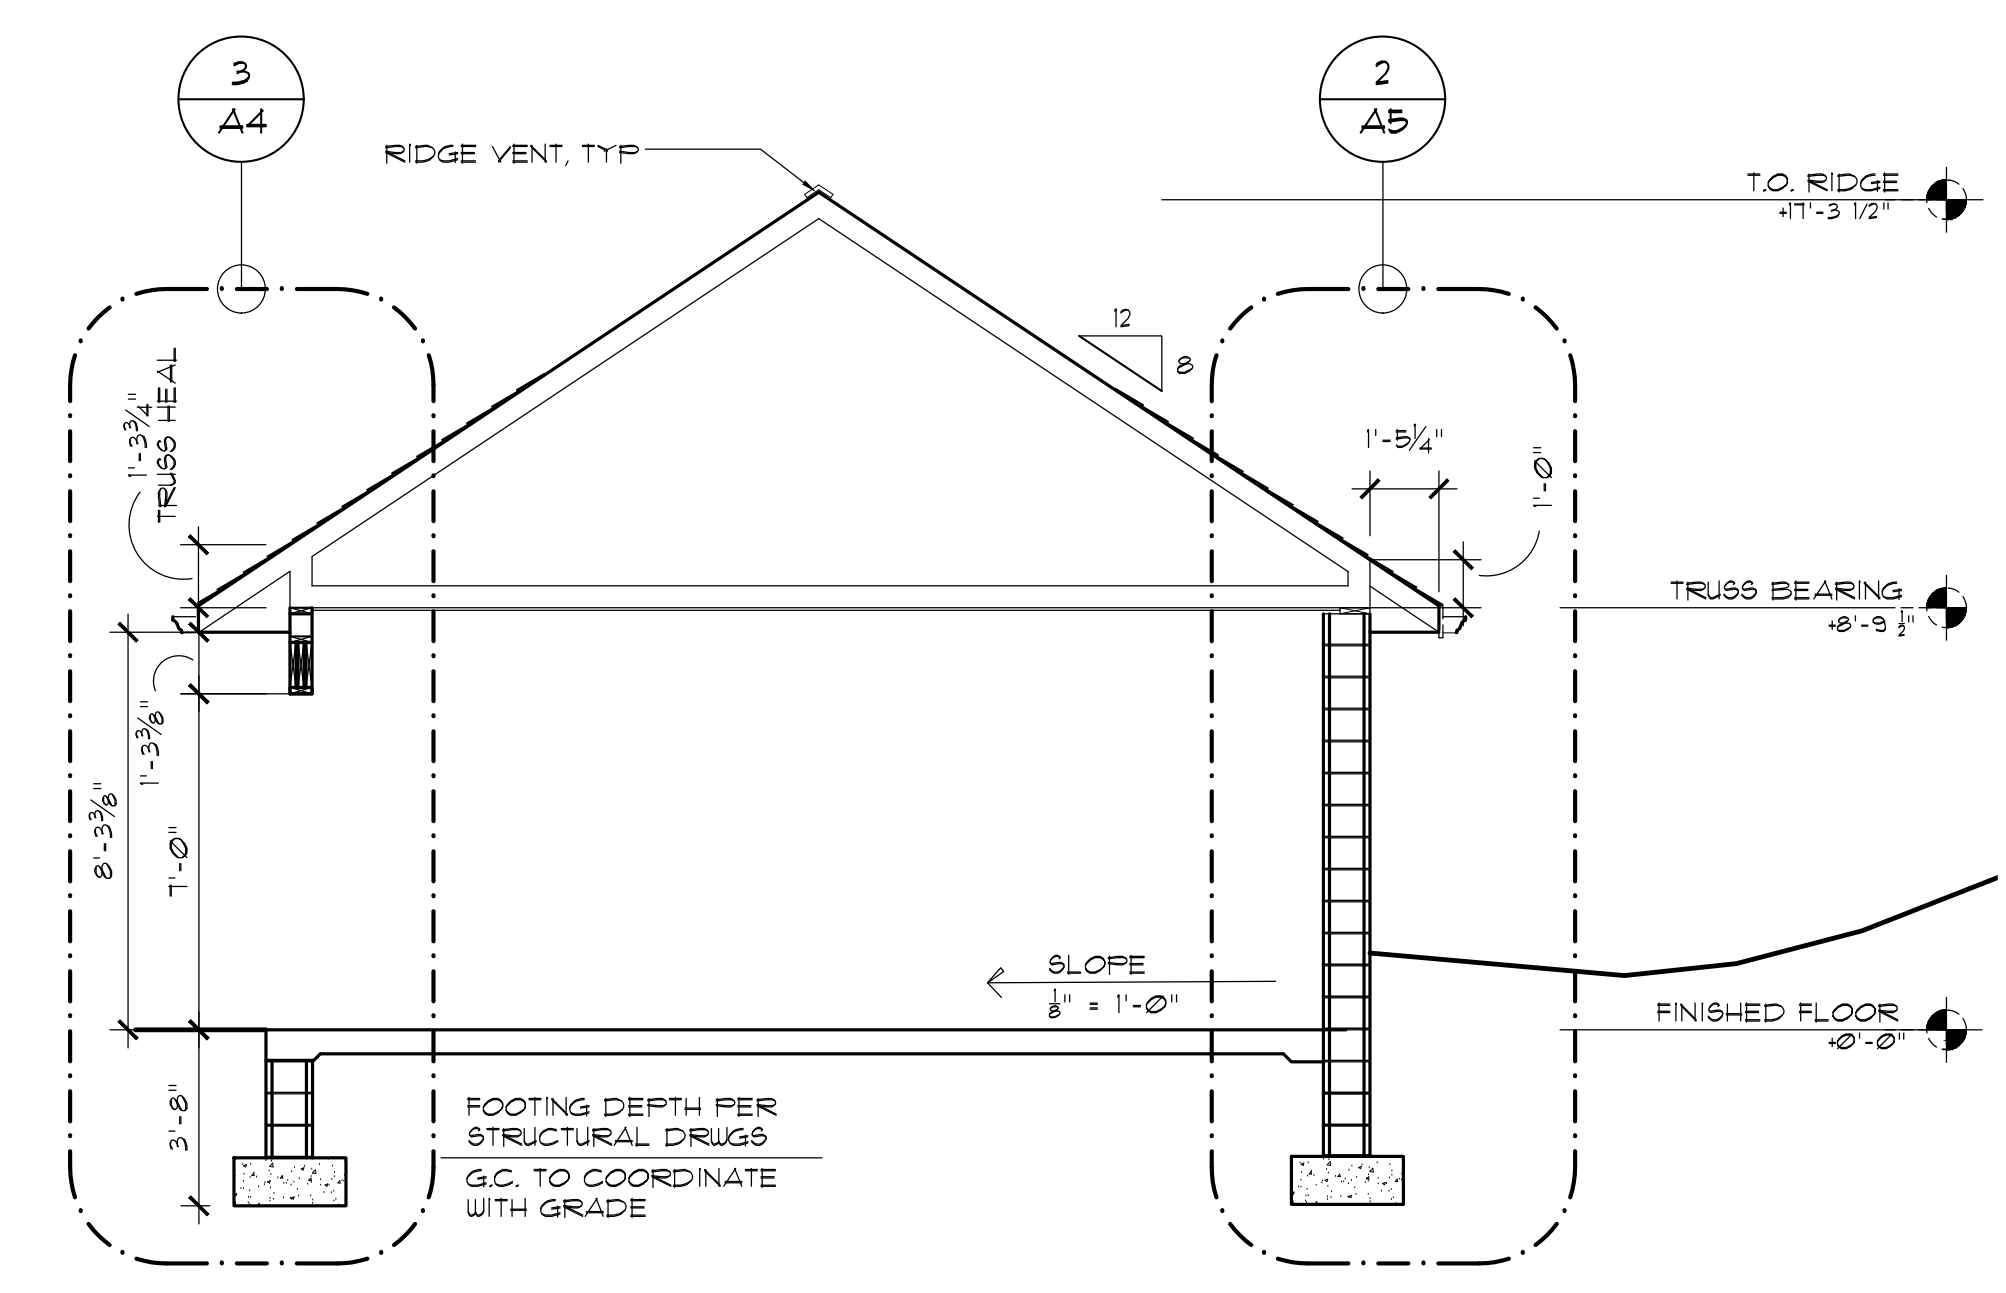 3
A4
2
A5
RIDGE VENT, TYP
T.O. RIDGE
+17'-3 1/2"
12
8
1'-3¾"
TRUSS HEAL
1'-5¼"
1'-0"
TRUSS BEARING
+8'-9 ½"
1'-3⅜"
8'-3⅜"
7'-0"
SLOPE
⅛" = 1'-0"
FINISHED FLOOR
+0'-0"
3'-8"
FOOTING DEPTH PER
STRUCTURAL DRWGS
G.C. TO COORDINATE
WITH GRADE